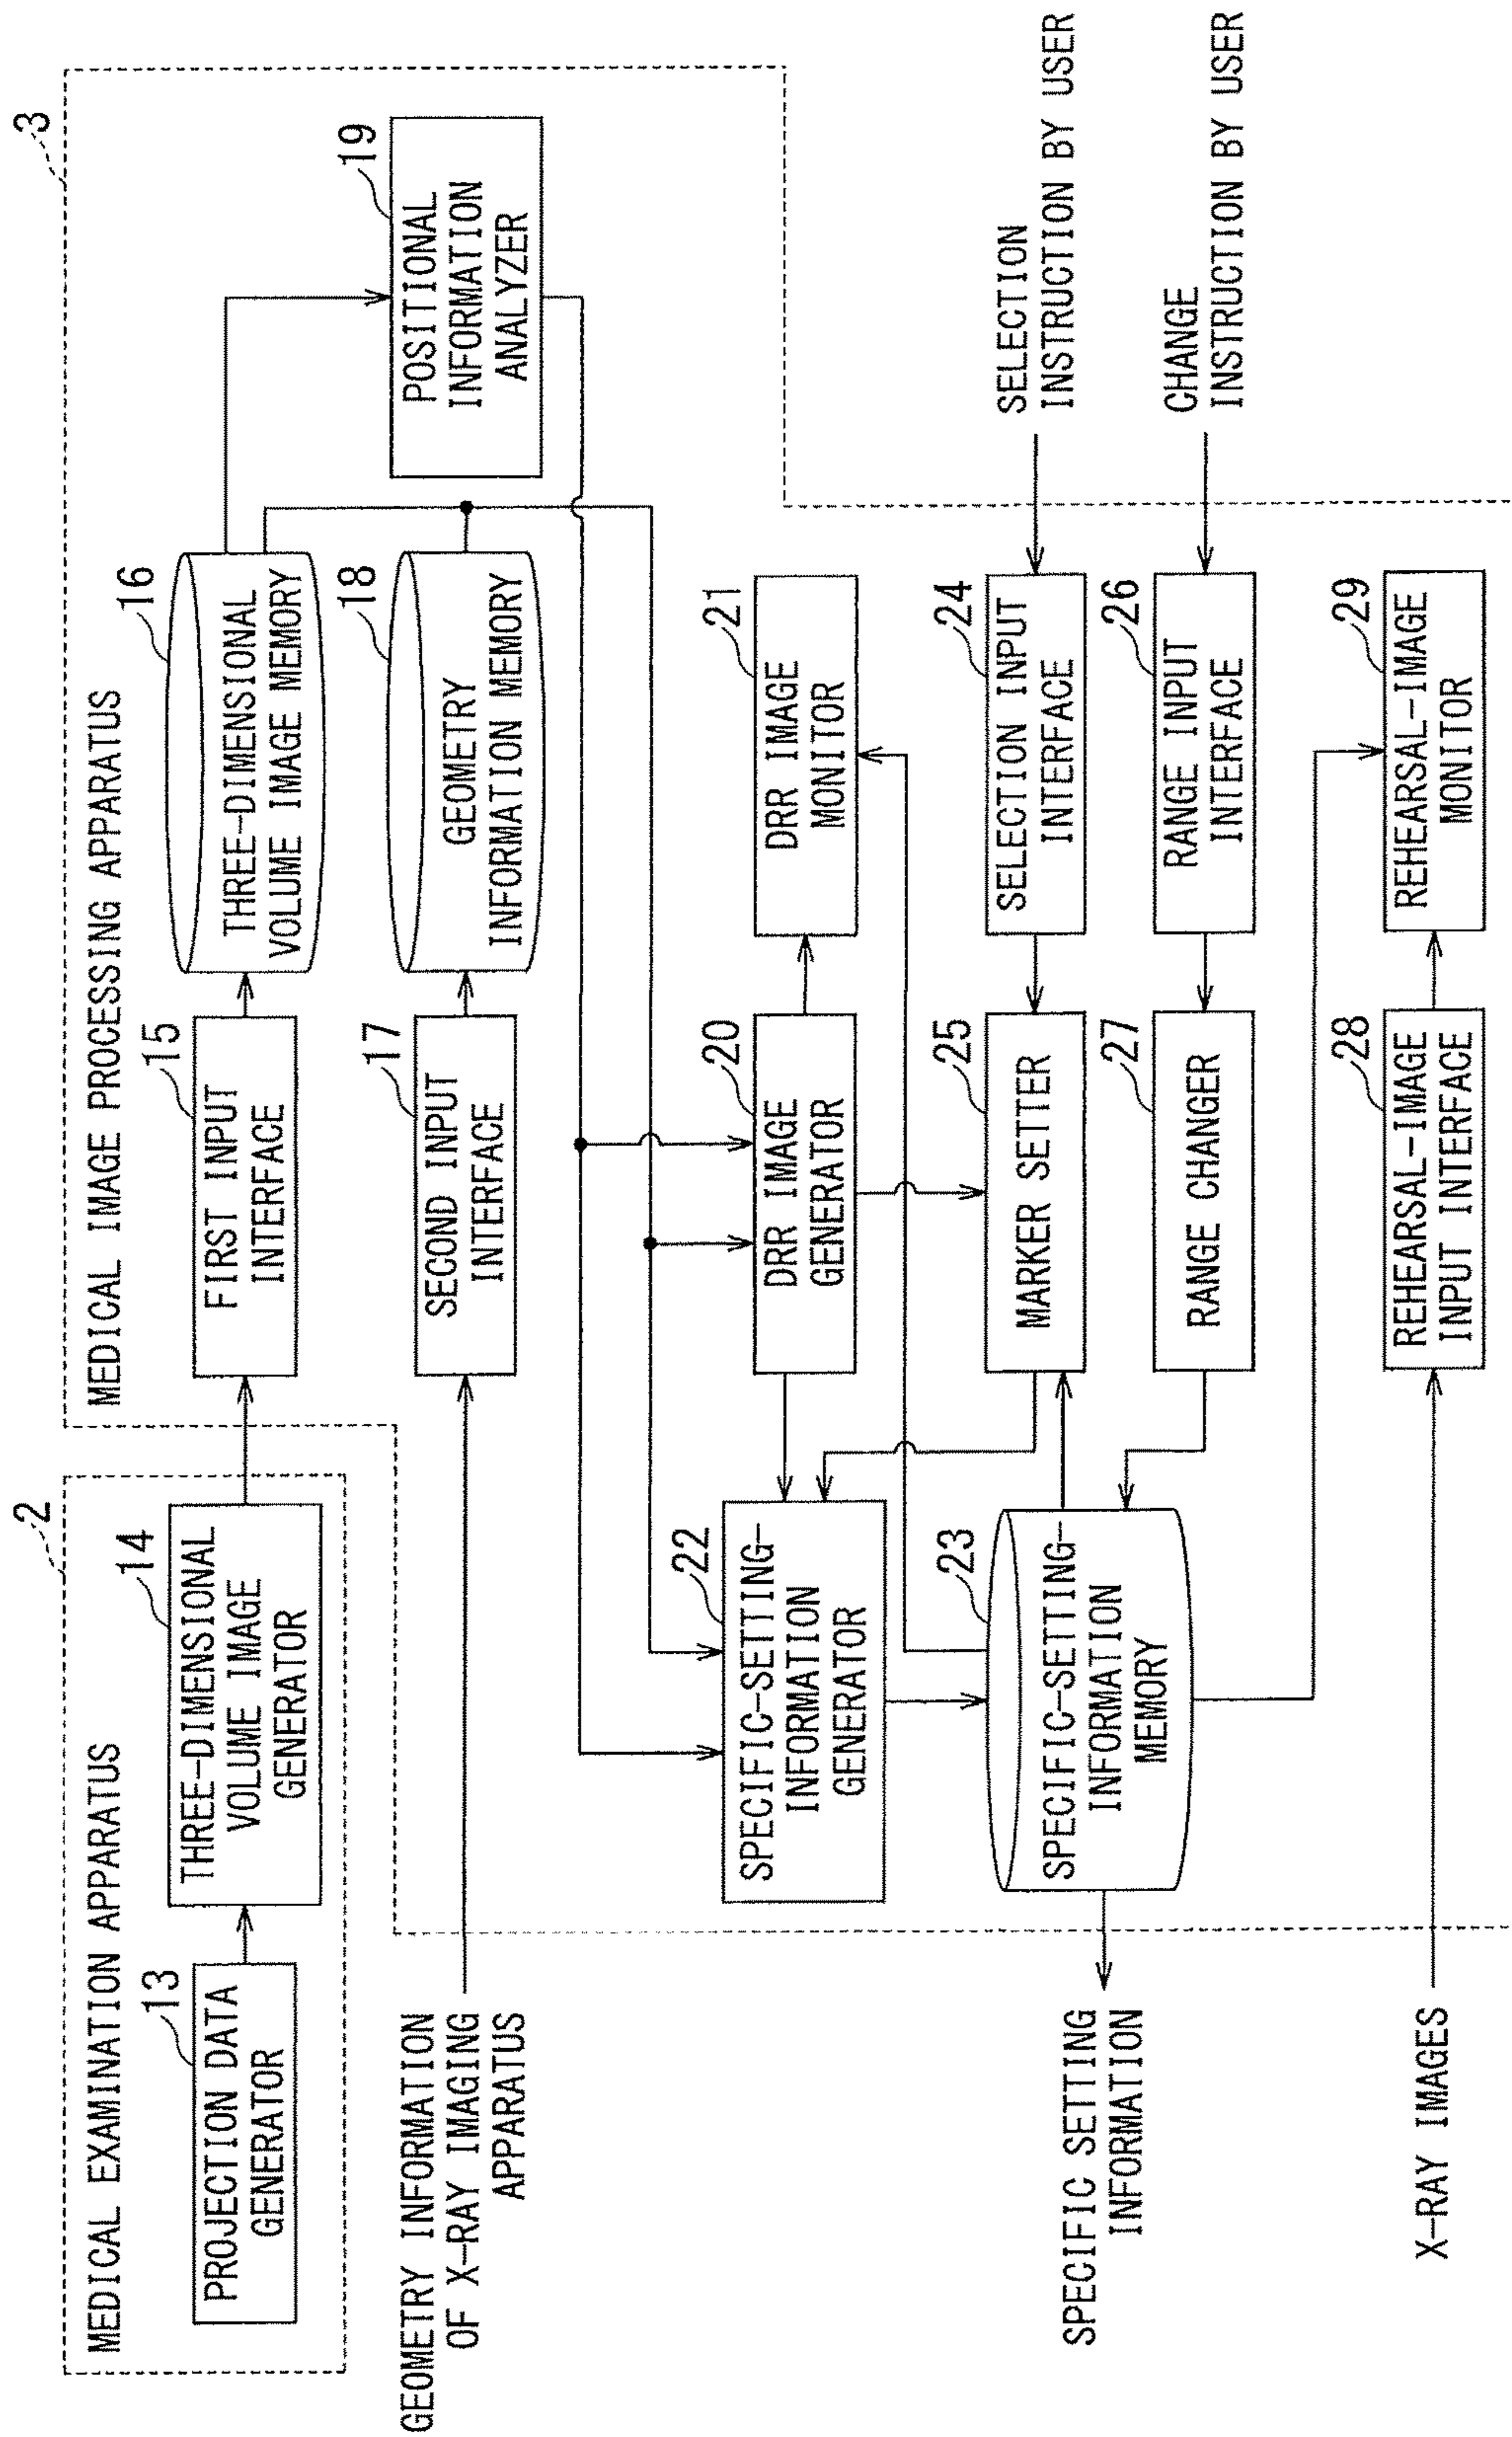 2
MEDICAL EXAMINATION APPARATUS
13
PROJECTION DATA
GENERATOR
14
THREE-DIMENSIONAL
VOLUME IMAGE
GENERATOR
3
MEDICAL IMAGE PROCESSING APPARATUS
15
FIRST INPUT
INTERFACE
16
THREE-DIMENSIONAL
VOLUME IMAGE MEMORY
GEOMETRY INFORMATION
OF X-RAY IMAGING
APPARATUS
17
SECOND INPUT
INTERFACE
18
GEOMETRY
INFORMATION MEMORY
19
POSITIONAL
INFORMATION
ANALYZER
22
SPECIFIC-SETTING-
INFORMATION
GENERATOR
20
DRR IMAGE
GENERATOR
21
DRR IMAGE
MONITOR
23
SPECIFIC-SETTING-
INFORMATION
MEMORY
25
MARKER SETTER
24
SELECTION INPUT
INTERFACE
SELECTION
INSTRUCTION BY USER
SPECIFIC SETTING
INFORMATION
27
RANGE CHANGER
26
RANGE INPUT
INTERFACE
CHANGE
INSTRUCTION BY USER
X-RAY IMAGES
28
REHEARSAL-IMAGE
INPUT INTERFACE
29
REHEARSAL-IMAGE
MONITOR